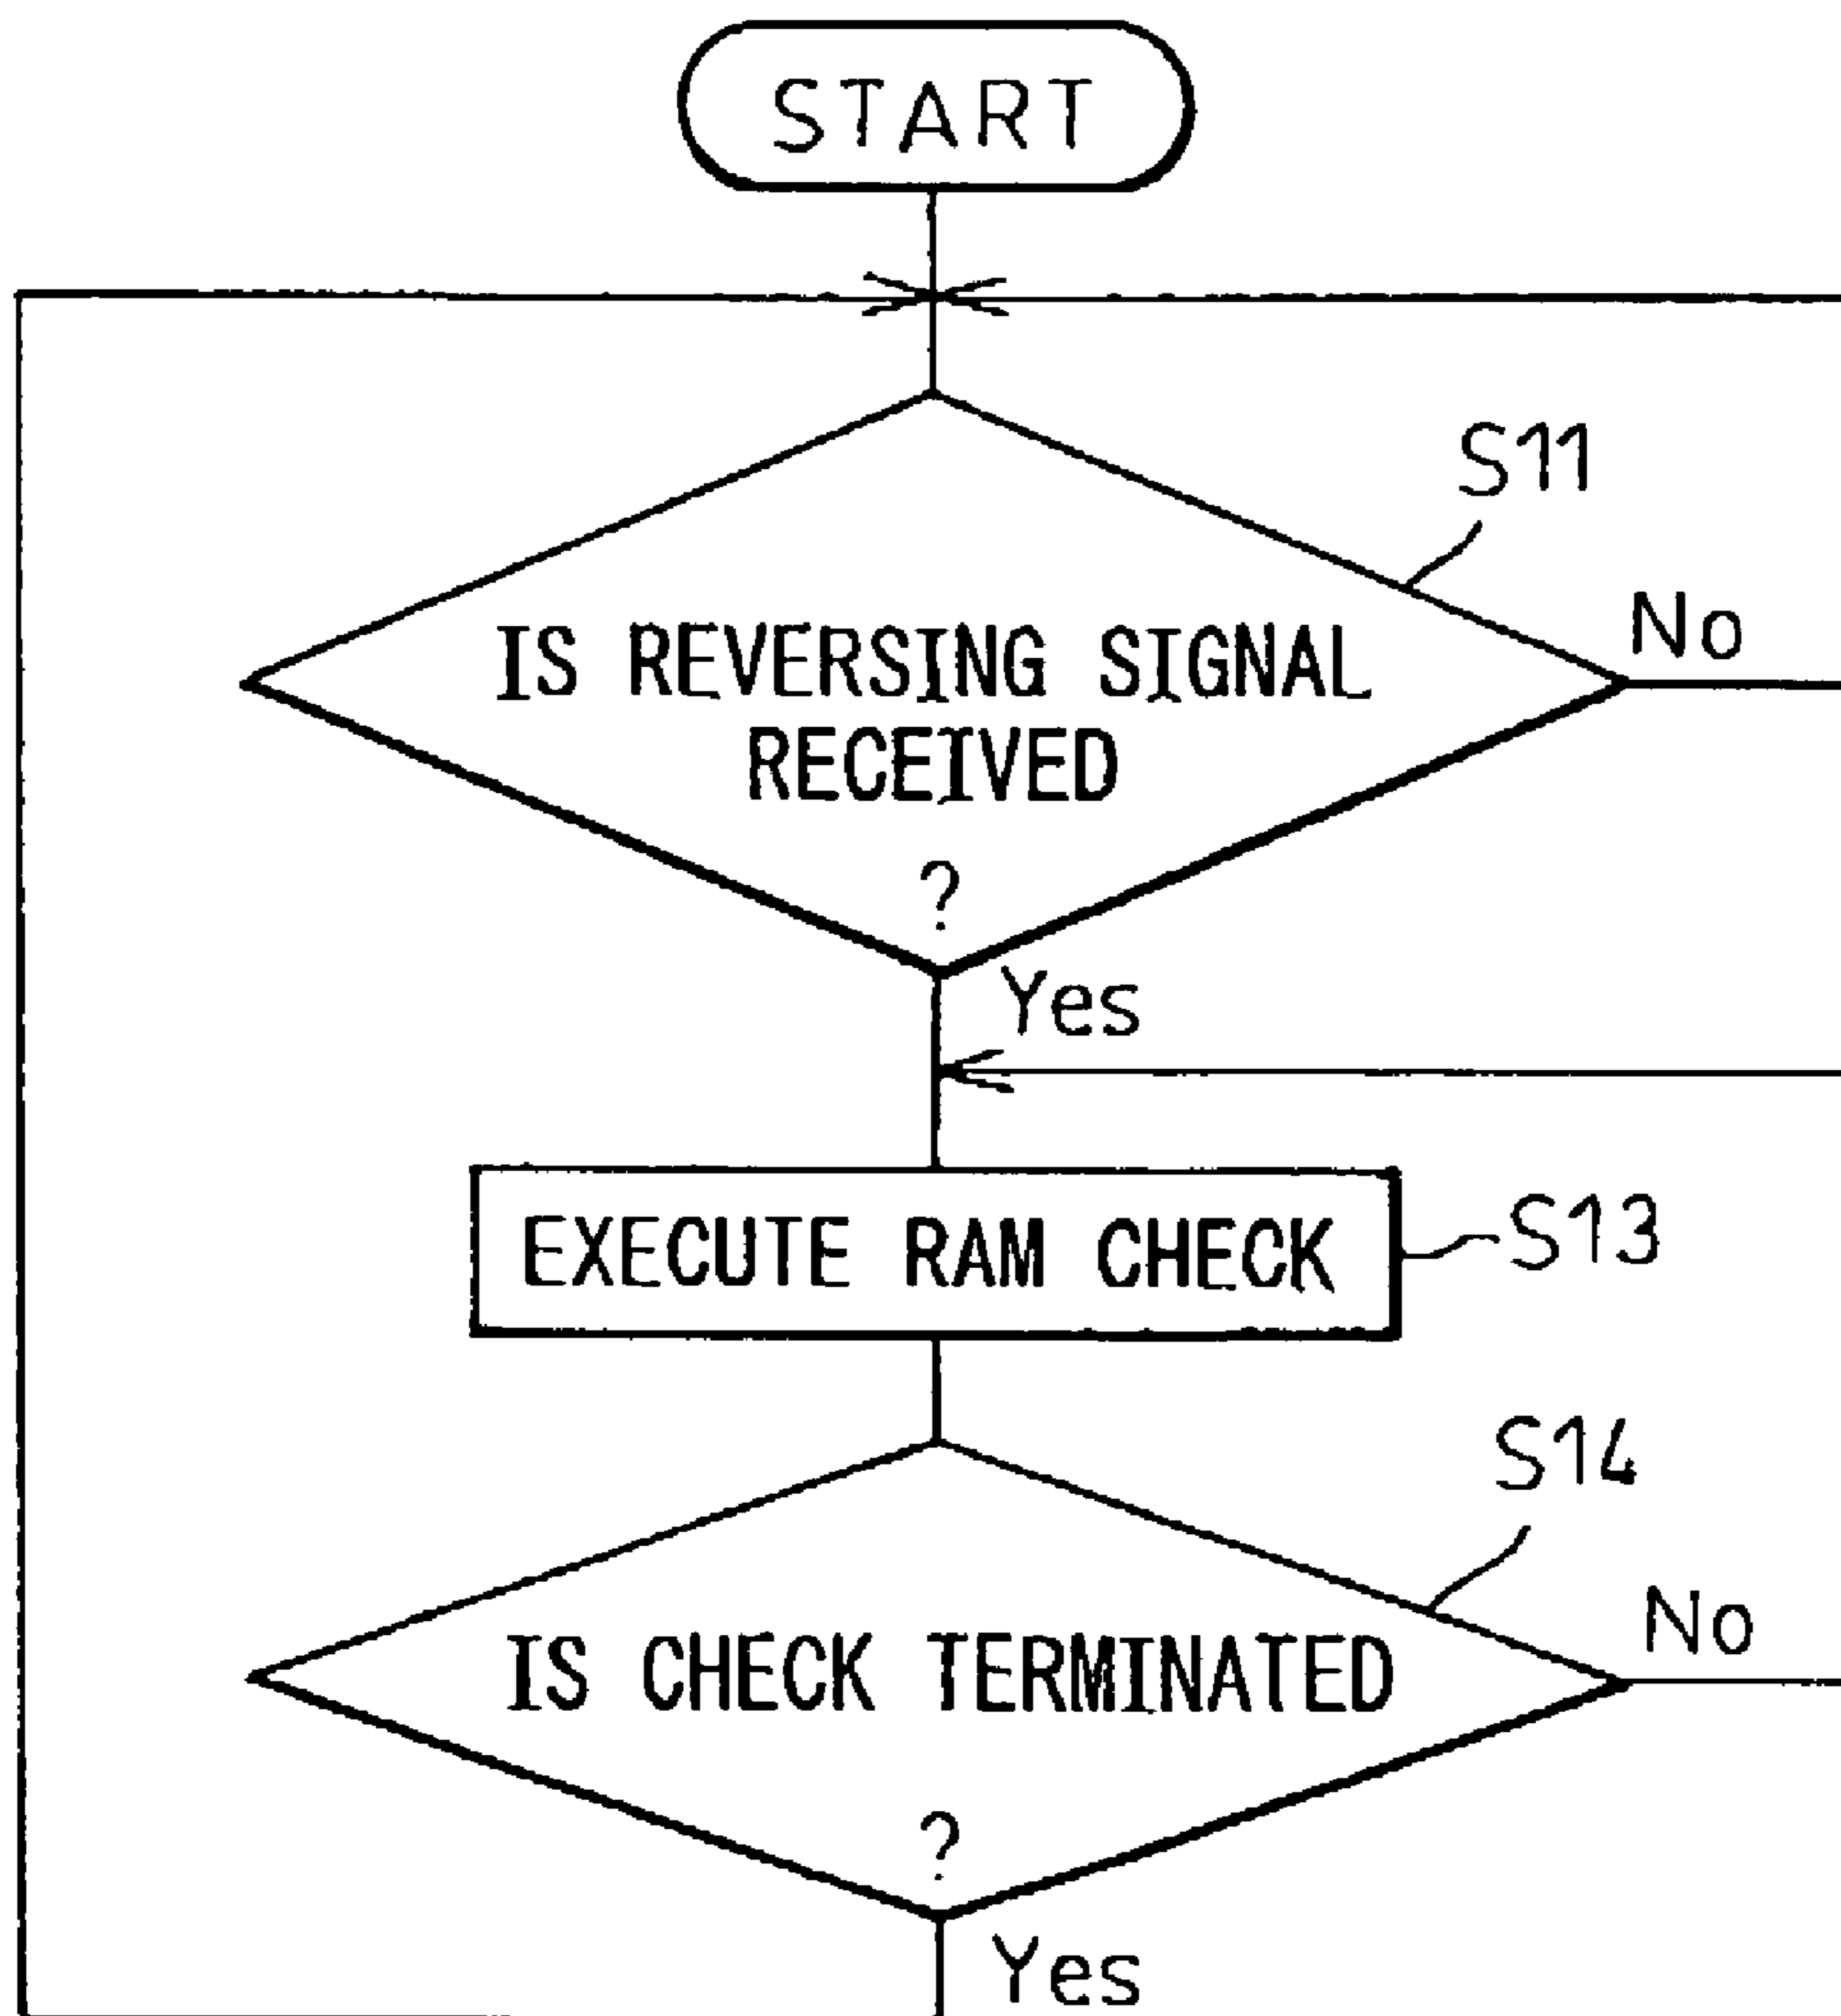 START
S11
No
IS REVERSING SIGNAL
RECEIVED
?
Yes
EXECUTE RAM CHECK
S13
S14
No
IS CHECK TERMINATED
?
Yes